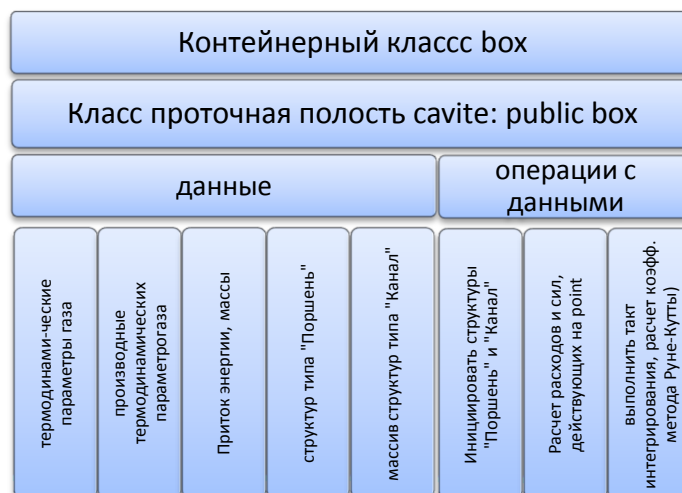 Контейнерный класcс box
Класс проточная полость cavite: public box
данные
операции с
данными
термодинами-ческие
параметры газа
производные
термодинамических
параметрогаза
Приток энергии, массы
структур типа "Поршень"
массив структур типа "Канал"
Инициировать структуры
"Поршень" и "Канал"
Расчет расходов и сил,
действующих на point
выполнить такт
интегрирования, расчет коэфф.
метода Руне-Кутты)